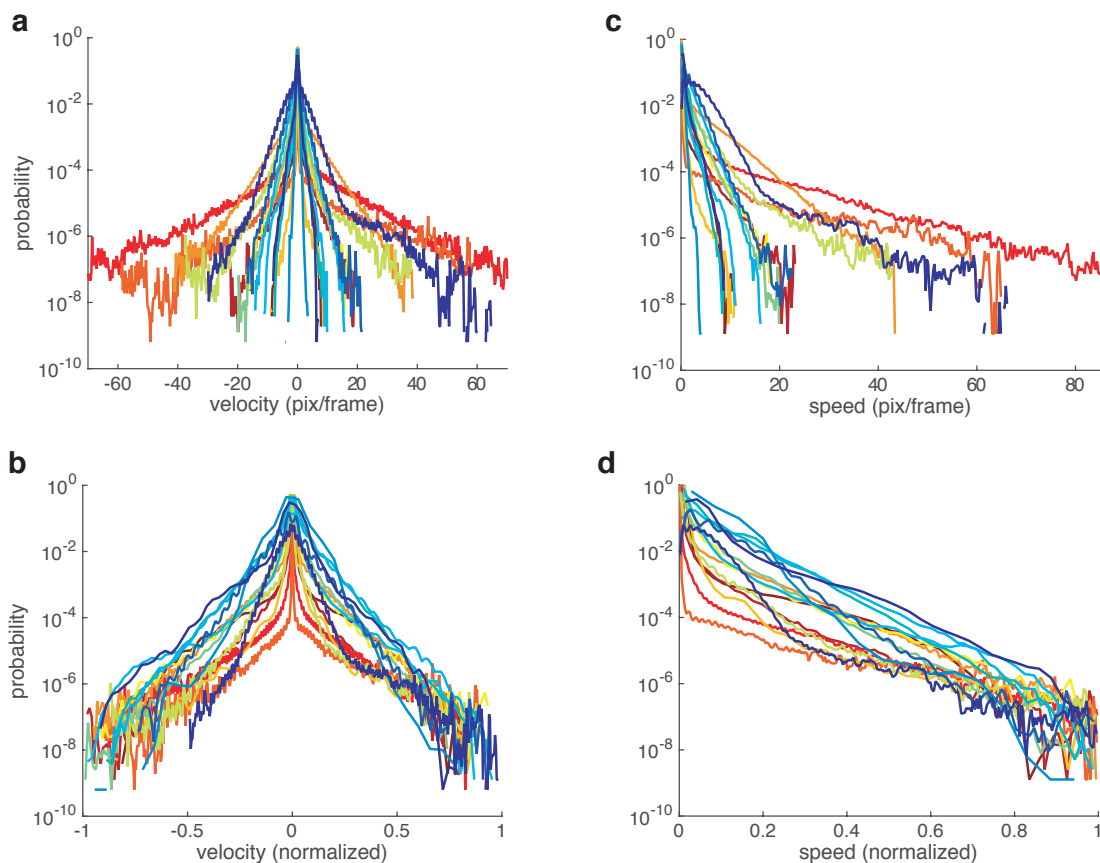 a
10^0
10^-2
10^-4
10^-6
10^-8
10^-10
probability
-60 -40 -20 0 20 40 60
velocity (pix/frame)
c
10^0
10^-2
10^-4
10^-6
10^-8
10^-10
0 20 40 60 80
speed (pix/frame)
b
10^0
10^-2
10^-4
10^-6
10^-8
10^-10
probability
-1 -0.5 0 0.5 1
velocity (normalized)
d
10^0
10^-2
10^-4
10^-6
10^-8
10^-10
0 0.2 0.4 0.6 0.8 1
speed (normalized)